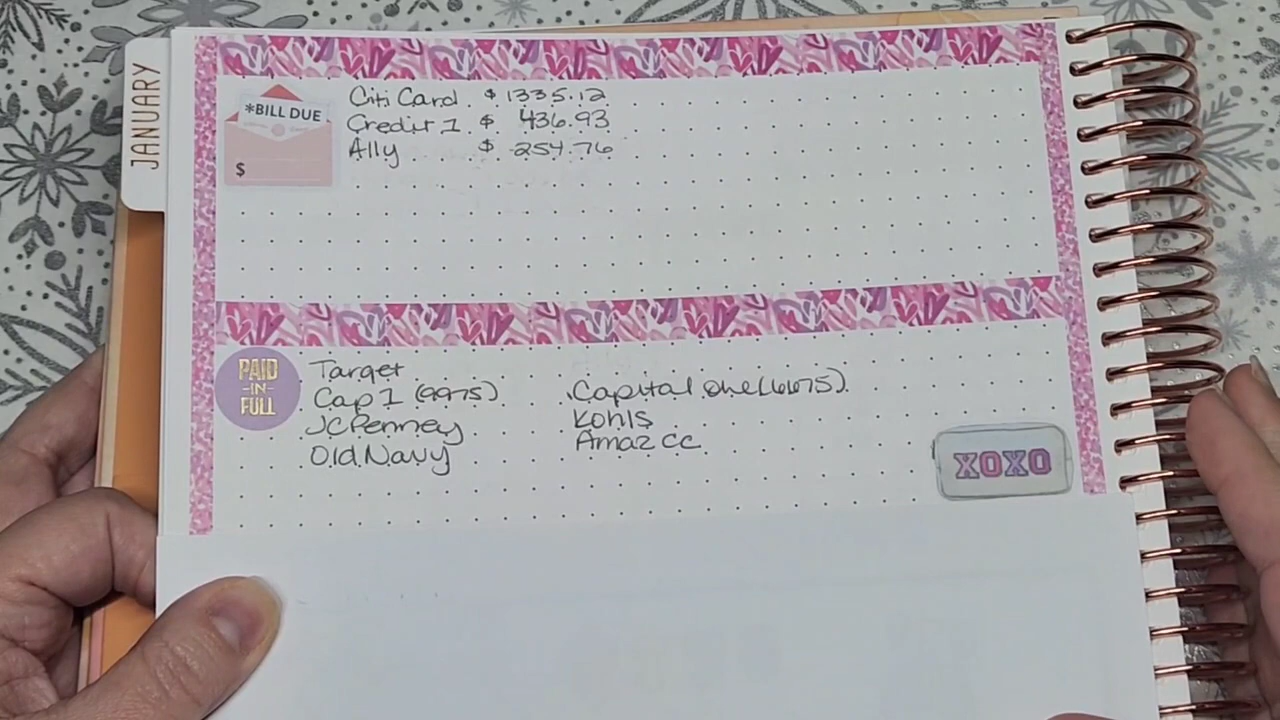 JANUARY
*BILL DUE
$
Citi Card $1335.12
Credit 1 $ 436.93
Ally $ 254.76
PAID
-IN-
FULL
Target
Cap 1 (9975)
JCPenney
Old Navy
Capital one (6675)
Kohls
Amaz CC
XOXO